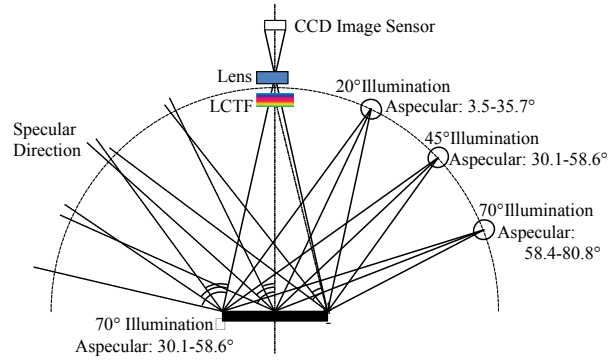 CCD Image Sensor
Lens
LCTF
20°Illumination
Aspecular: 3.5-35.7°
Specular
Direction
45°Illumination
Aspecular: 30.1-58.6°
70°Illumination
Aspecular:
58.4-80.8°
70° Illumination□
Aspecular: 30.1-58.6°